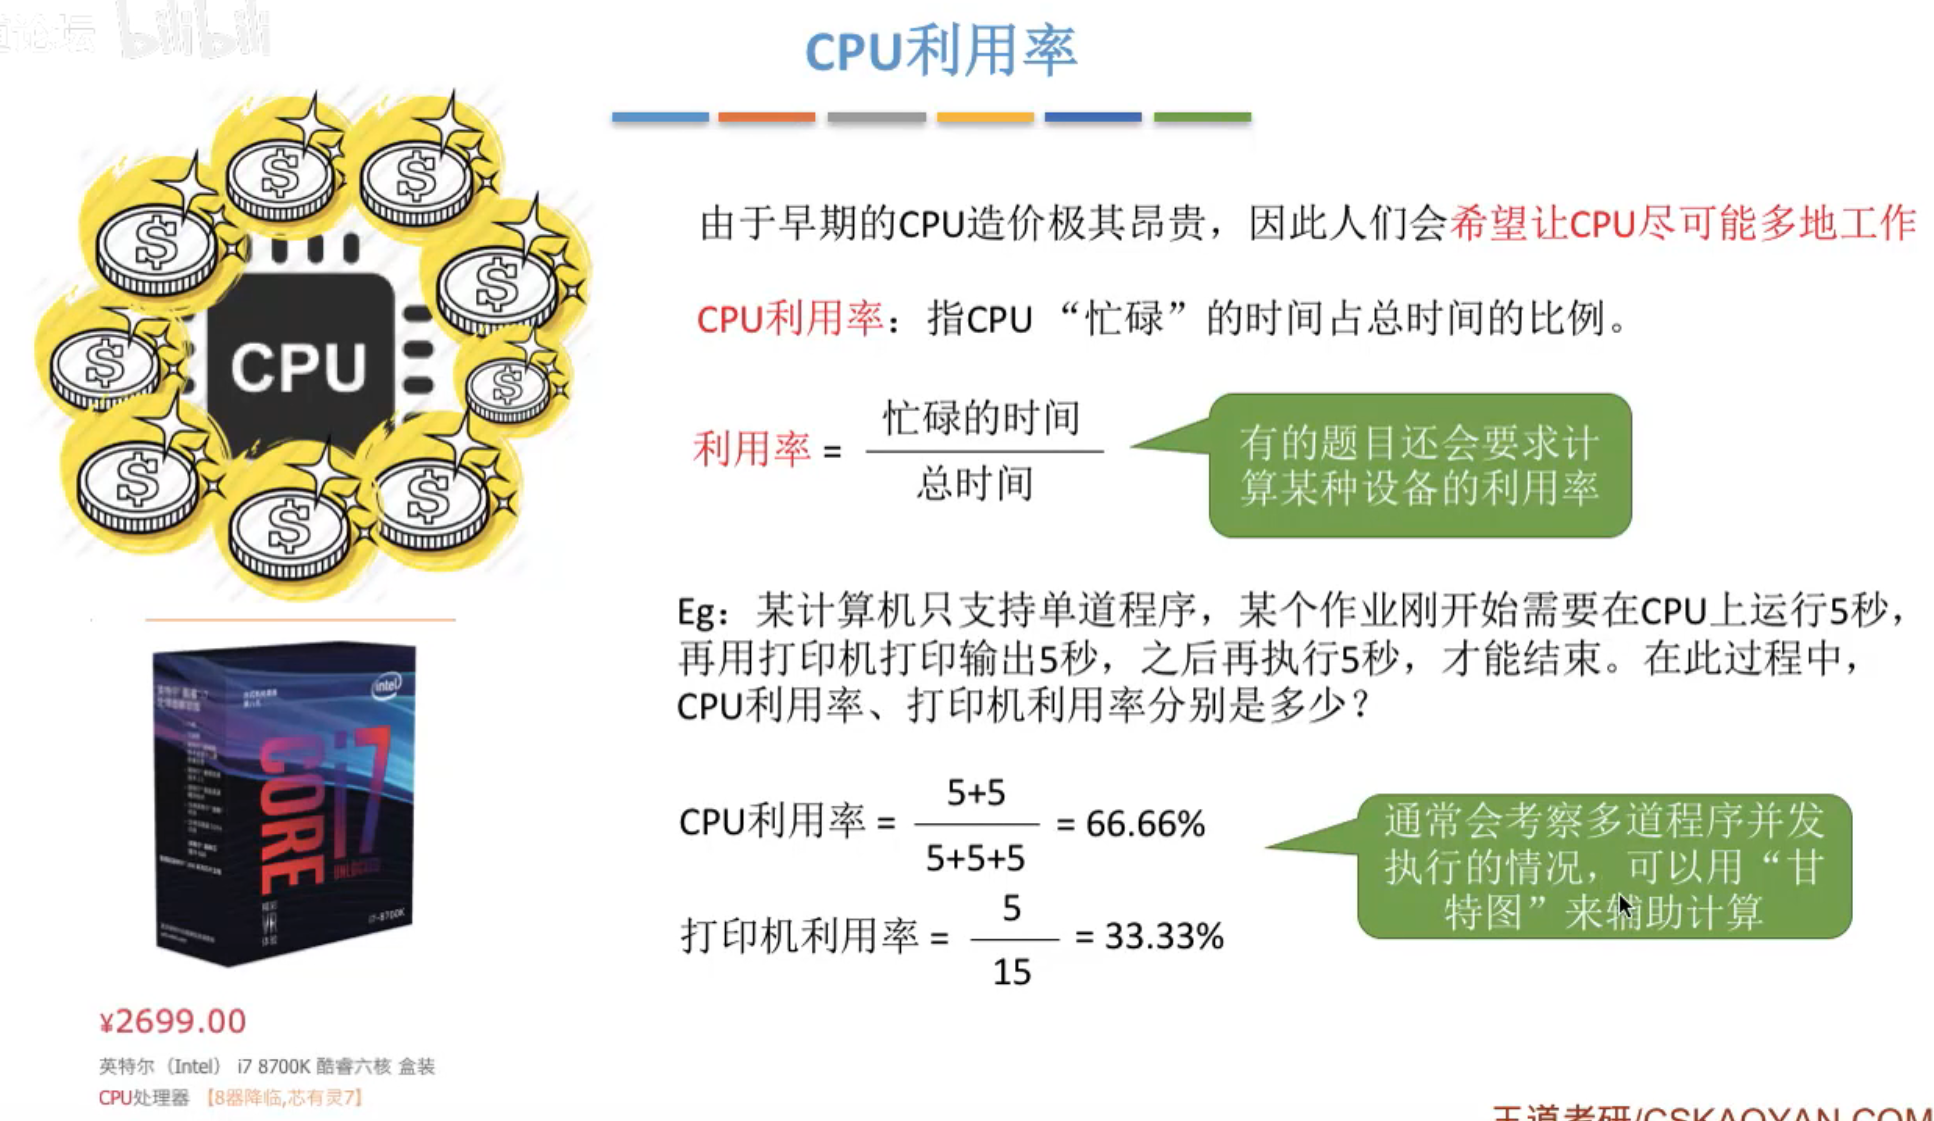 bilibili
CPU利用率
由于早期的CPU造价极其昂贵，因此人们会希望让CPU尽可能多地工作
CPU
CPU利用率：指CPU “忙碌”的时间占总时间的比例。
利用率 =
忙碌的时间
总时间
有的题目还会要求计
算某种设备的利用率
Eg：某计算机只支持单道程序，某个作业刚开始需要在CPU上运行5秒，
再用打印机打印输出5秒，之后再执行5秒，才能结束。在此过程中，
CPU利用率、打印机利用率分别是多少？
CPU利用率 =
5+5
5+5+5
= 66.66%
打印机利用率 =
5
15
= 33.33%
通常会考察多道程序并发
执行的情况，可以用“甘
特图”来辅助计算
intel
CORE i7
UNLOCKED
VR
i7-8700K
¥2699.00
英特尔（Intel） i7 8700K 酷睿六核 盒装
CPU处理器 【8器降临,芯有灵7】
王道考研/CSKAOYAN.COM